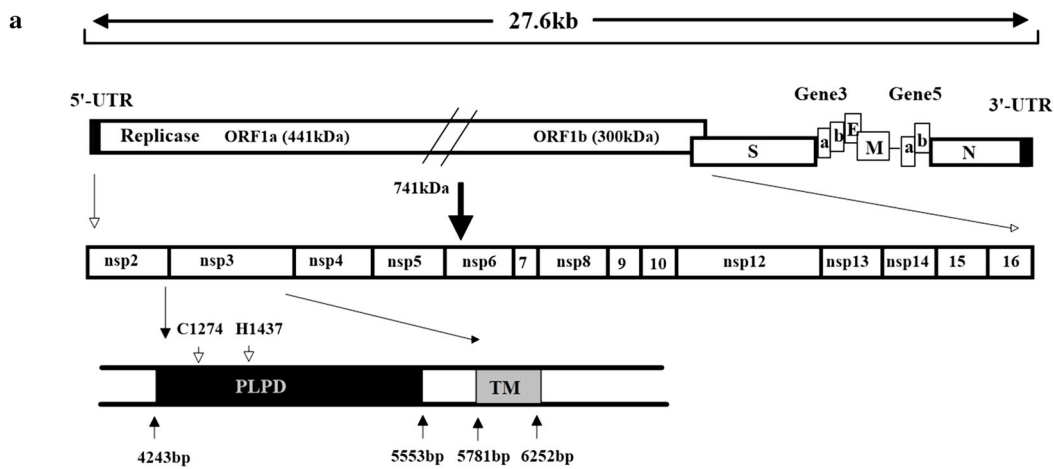 a
27.6kb
5'-UTR
Gene3
Gene5
3'-UTR
Replicase ORF1a (441kDa) ORF1b (300kDa)
S
a b E M a b N
741kDa
nsp2 nsp3 nsp4 nsp5 nsp6 7 nsp8 9 10 nsp12 nsp13 nsp14 15 16
C1274 H1437
PLPD TM
4243bp 5553bp 5781bp 6252bp